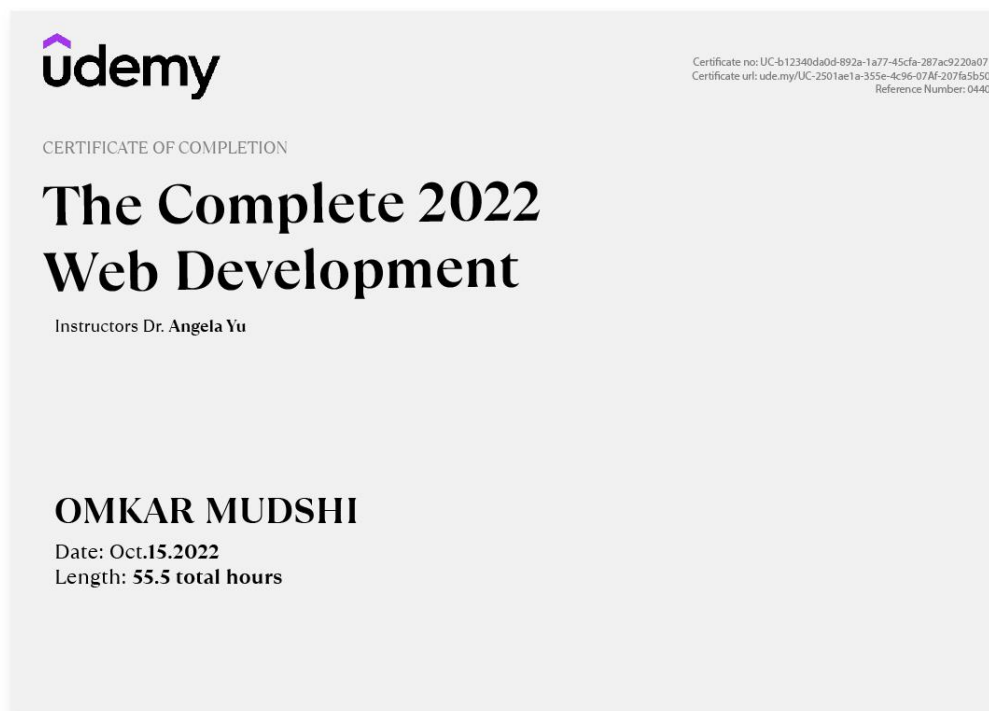 udemy
Certificate no: UC-b12340da0d-892a-1a77-45cfa-287ac9220a07
Certificate url: ude.my/UC-2501ae1a-355e-4c96-07Af-207fa5b50
Reference Number: 0440
CERTIFICATE OF COMPLETION
The Complete 2022
Web Development
Instructors Dr. Angela Yu
OMKAR MUDSHI
Date: Oct.15.2022
Length: 55.5 total hours